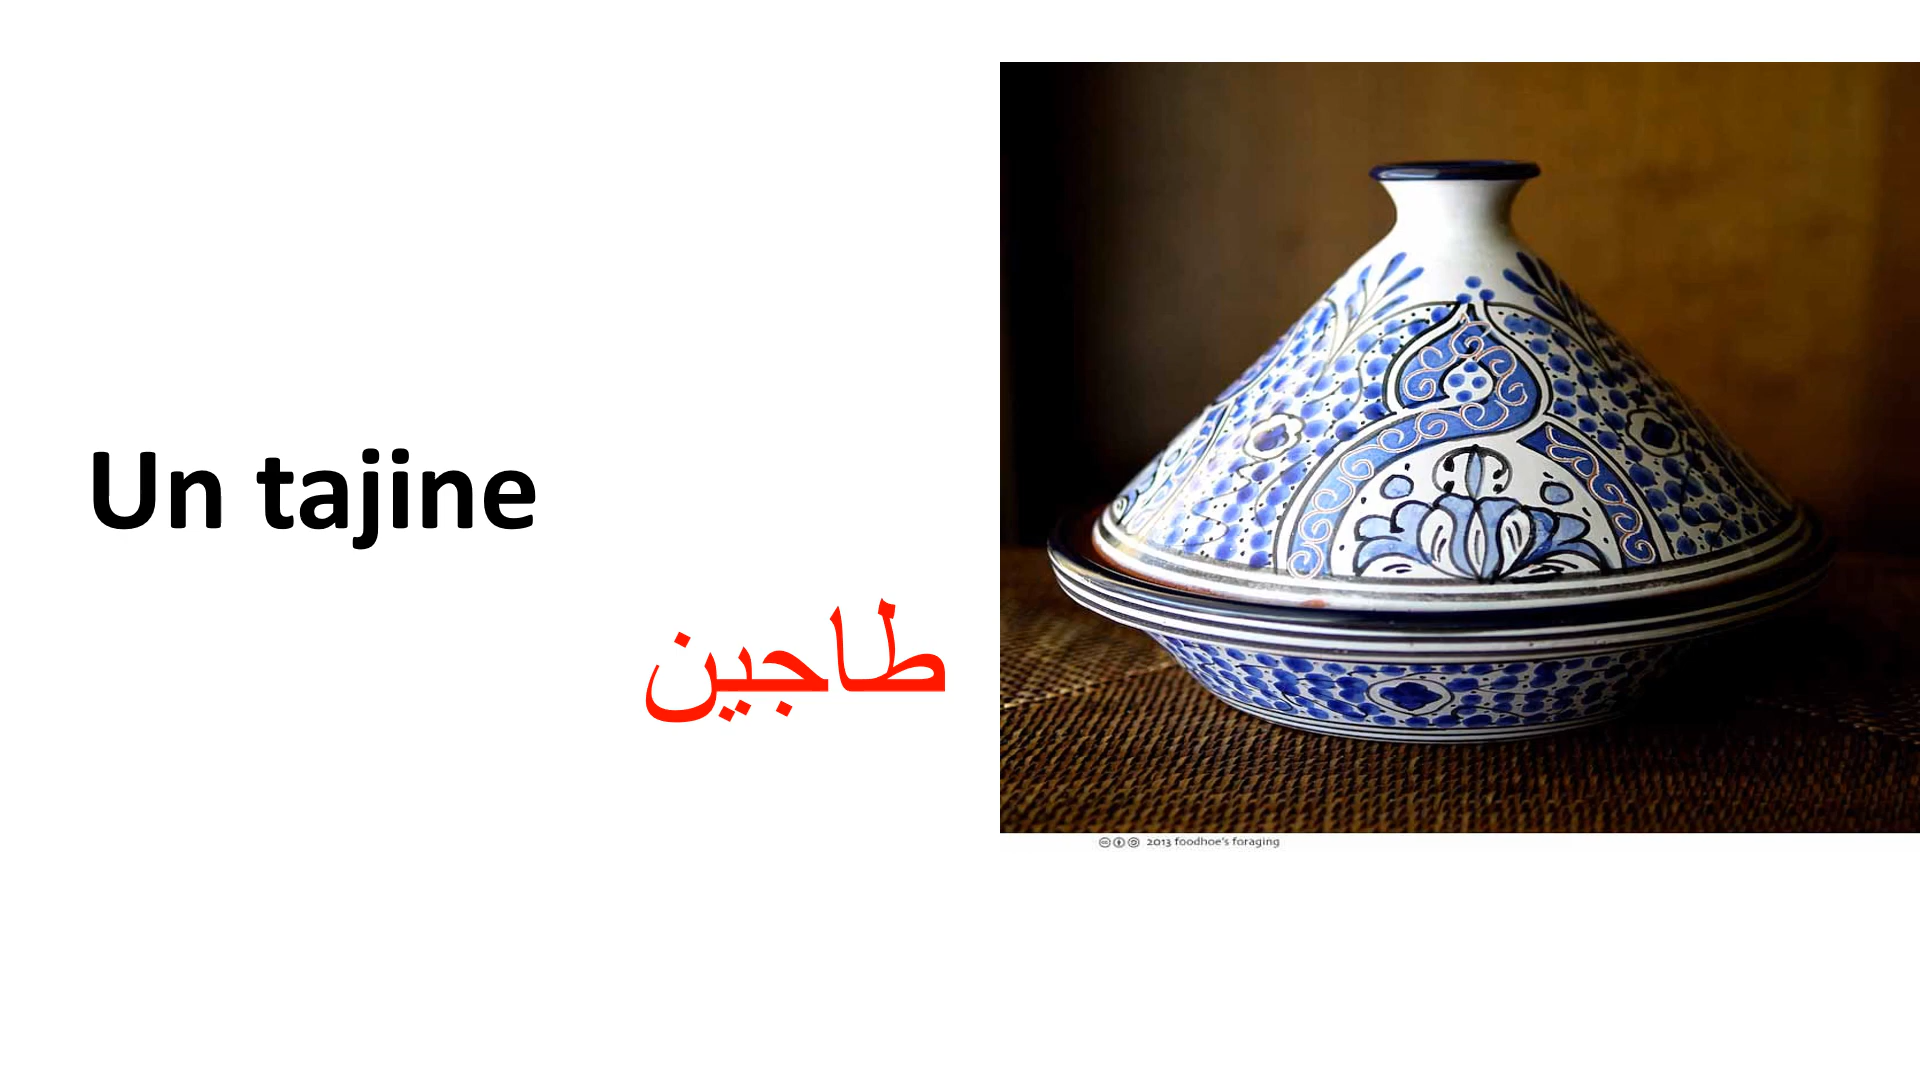 Un tajine
طاجين
2013 foodhoe's foraging